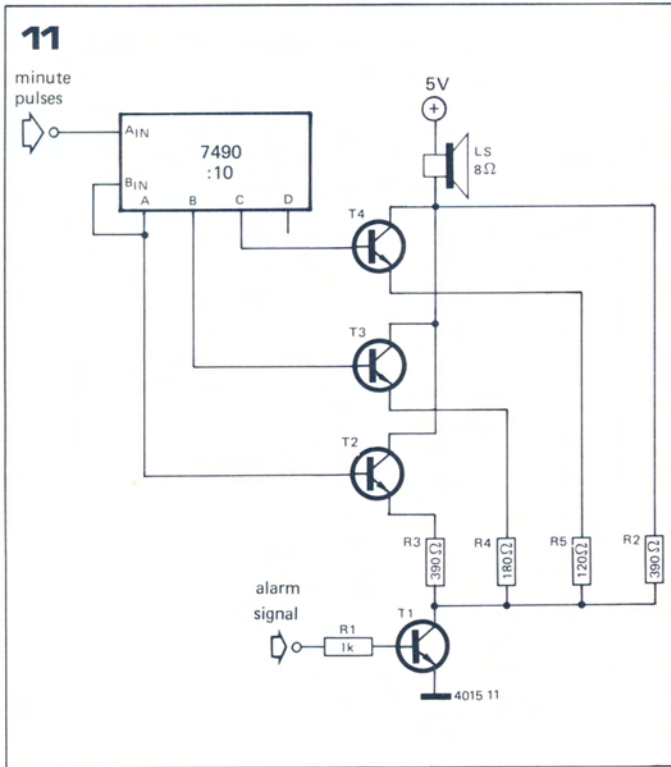 11
minute
pulses
AIN
7490
:10
BIN
A
B
C
D
5V
+
LS
8Ω
T4
T3
T2
R3
390Ω
R4
180Ω
R5
120Ω
R2
390Ω
alarm
signal
R1
1k
T1
4015 11